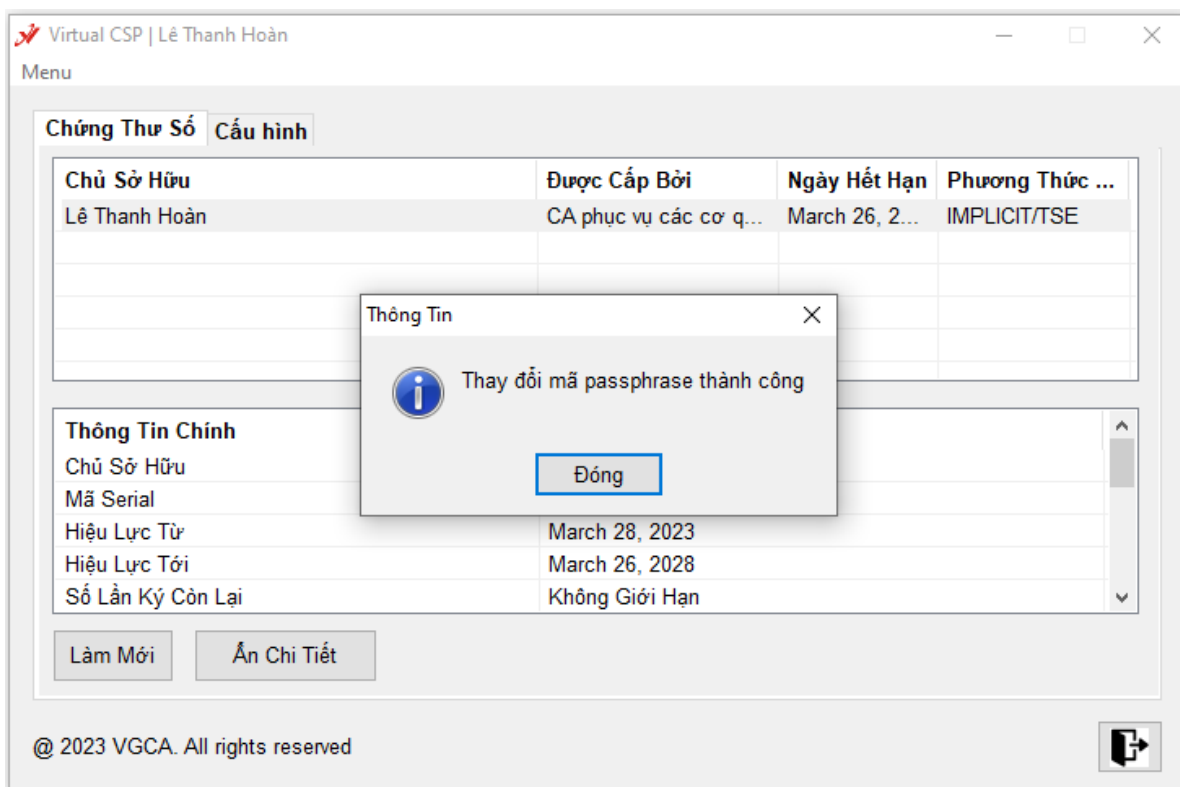 Virtual CSP | Lê Thanh Hoàn
Menu
Chứng Thư Số Cấu hình
Chủ Sở Hữu Được Cấp Bởi Ngày Hết Hạn Phương Thức ...
Lê Thanh Hoàn CA phục vụ các cơ q... March 26, 2... IMPLICIT/TSE
Thông Tin
Thay đổi mã passphrase thành công
Đóng
Thông Tin Chính
Chủ Sở Hữu
Mã Serial
Hiệu Lực Từ March 28, 2023
Hiệu Lực Tới March 26, 2028
Số Lần Ký Còn Lại Không Giới Hạn
Làm Mới Ẩn Chi Tiết
@ 2023 VGCA. All rights reserved